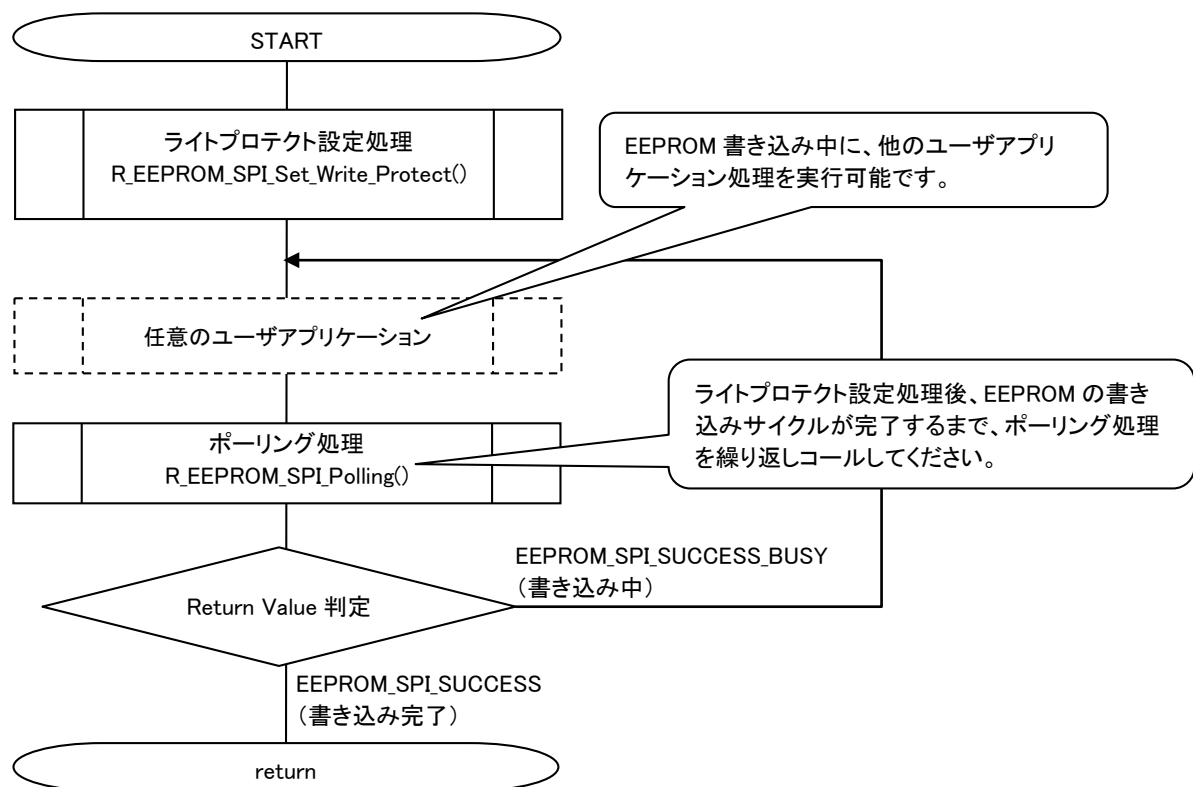 START
ライトプロテクト設定処理
R_EEPROM_SPI_Set_Write_Protect()
EEPROM 書き込み中に、他のユーザアプリ
ケーション処理を実行可能です。
任意のユーザアプリケーション
ライトプロテクト設定処理後、EEPROM の書き
込みサイクルが完了するまで、ポーリング処理
を繰り返しコールしてください。
ポーリング処理
R_EEPROM_SPI_Polling()
EEPROM_SPI_SUCCESS_BUSY
（書き込み中）
Return Value 判定
EEPROM_SPI_SUCCESS
（書き込み完了）
return